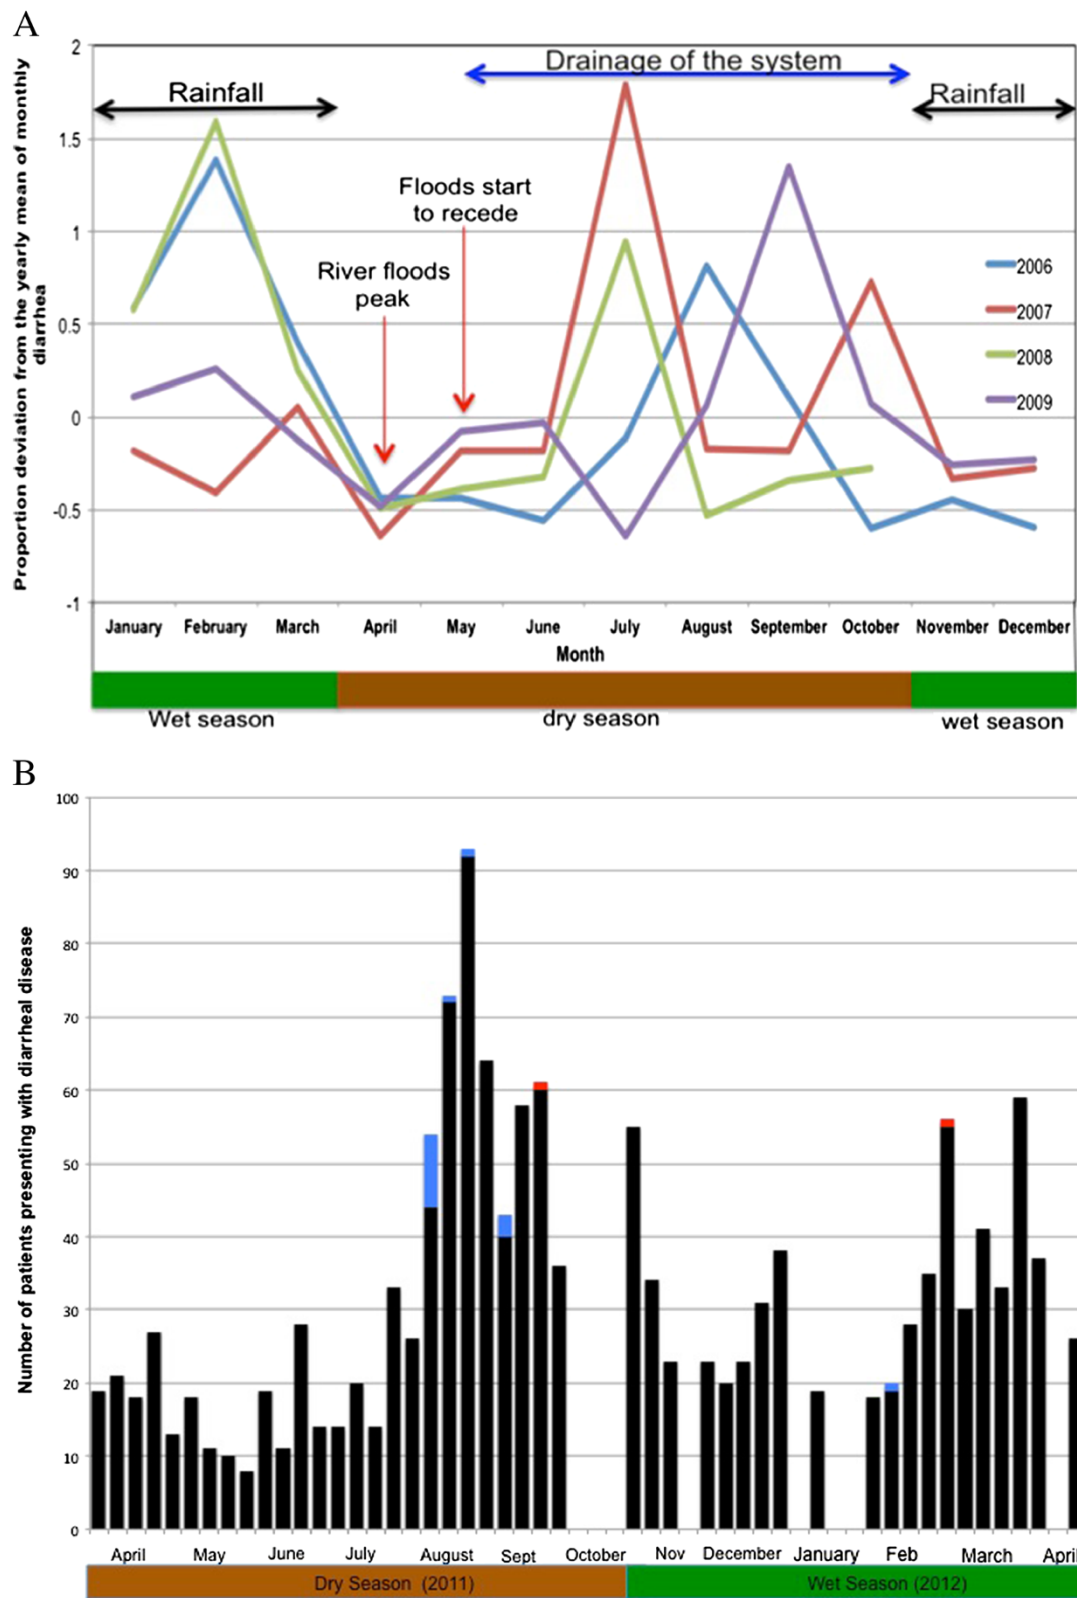 A
Proportion deviation from the yearly mean of monthly
diarrhea
2
1.5
1
0.5
0
-0.5
-1
Rainfall
Drainage of the system
Rainfall
Floods start
to recede
River floods
peak
2006
2007
2008
2009
January February March April May June July August September October November December
Month
Wet season dry season wet season
B
Number of patients presenting with diarrheal disease
100
90
80
70
60
50
40
30
20
10
0
April May June July August Sept October Nov December January Feb March April
Dry Season (2011) Wet Season (2012)